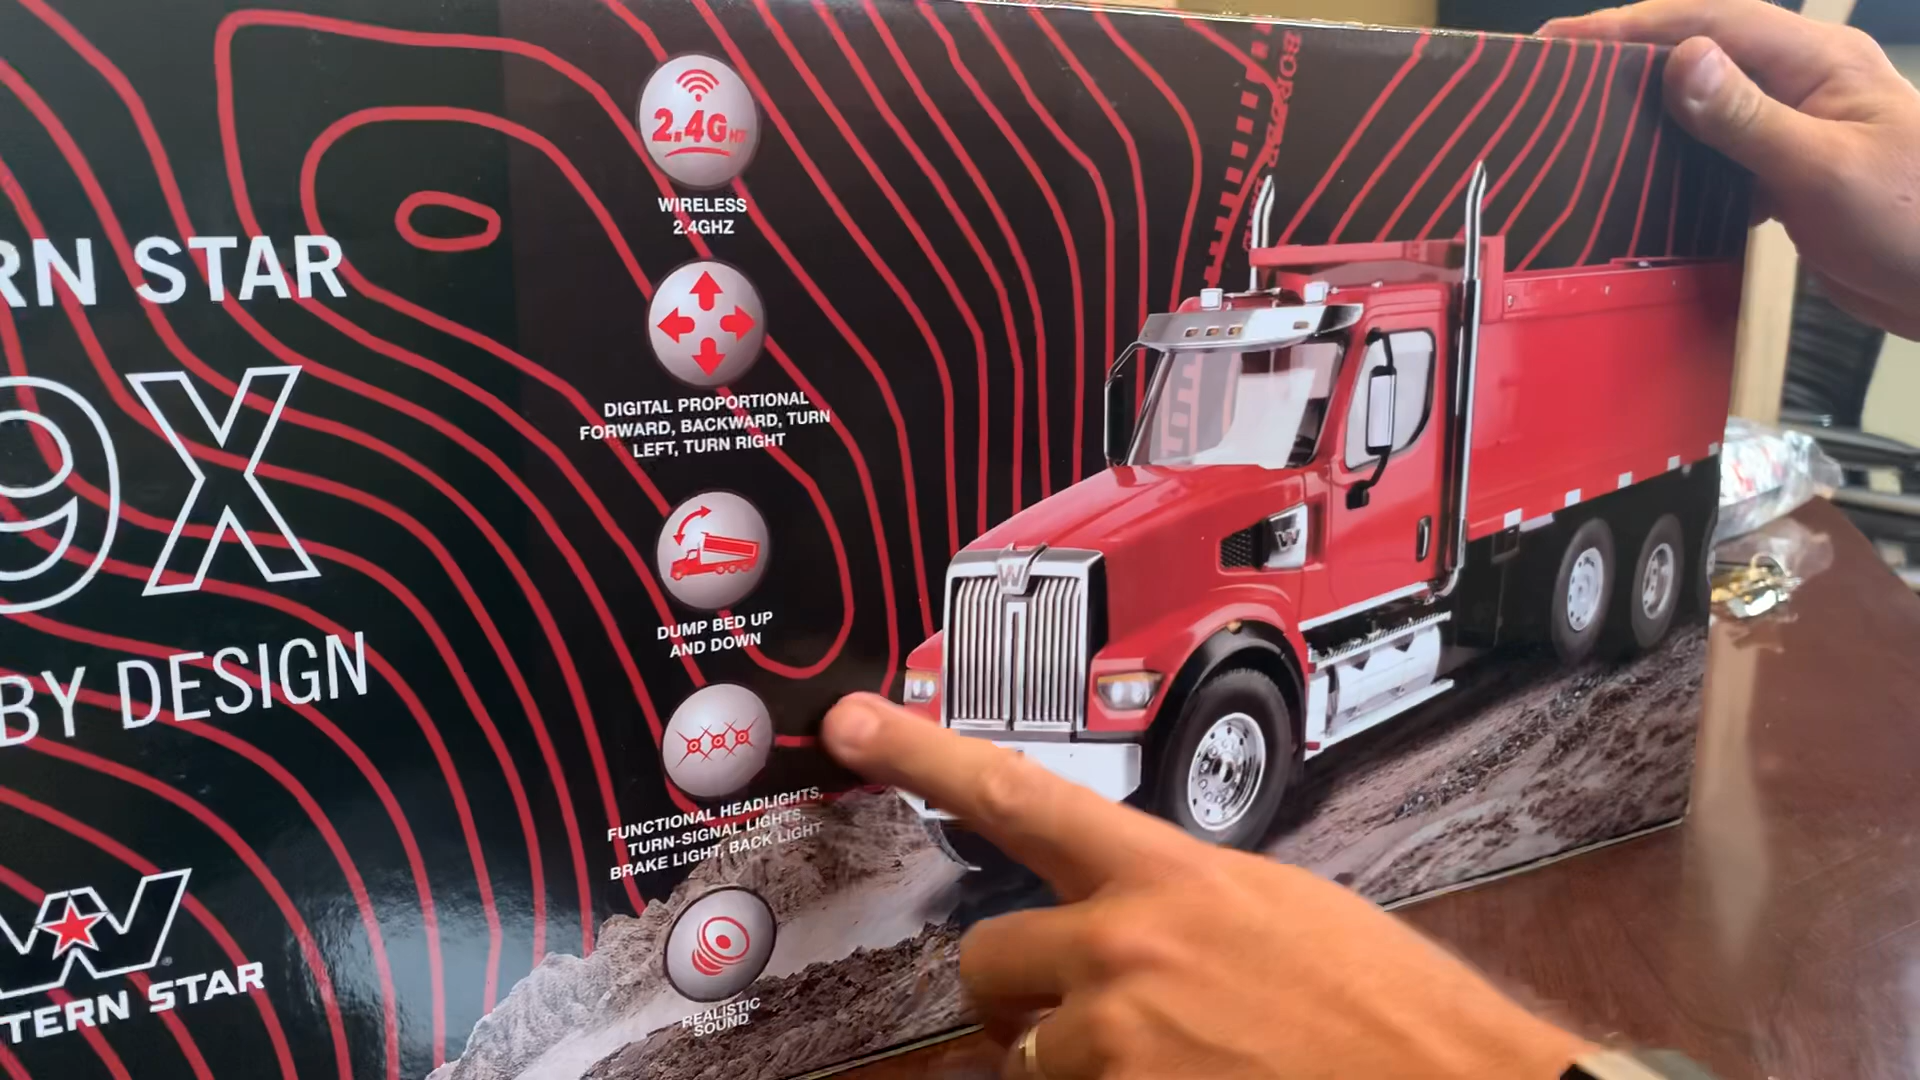 RN STAR
9X
BY DESIGN
W
TERN STAR
2.4G
WIRELESS
2.4GHZ
DIGITAL PROPORTIONAL
FORWARD, BACKWARD, TURN
LEFT, TURN RIGHT
DUMP BED UP
AND DOWN
FUNCTIONAL HEADLIGHTS,
TURN-SIGNAL LIGHTS,
BRAKE LIGHT, BACK LIGHT
REALISTIC
SOUND
W
W